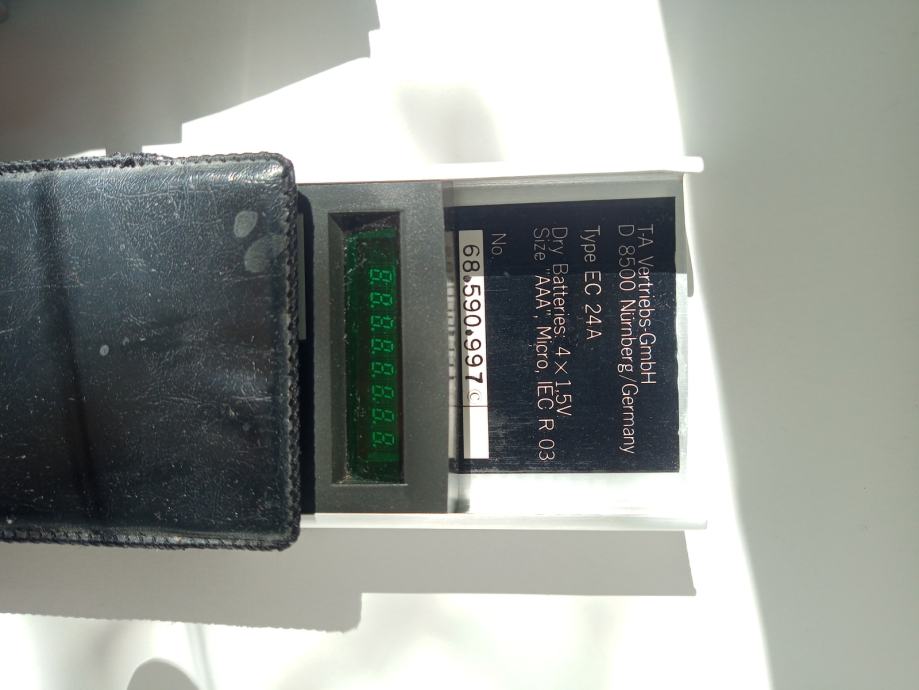 T·A Vertriebs-GmbH
D 8500 Nürnberg/Germany
Type EC 24A
Dry Batteries: 4 × 1,5V
Size "AAA", Micro, IEC R 03
No.
68.590.997 ©
8.8.8.8.8.8.8.8.